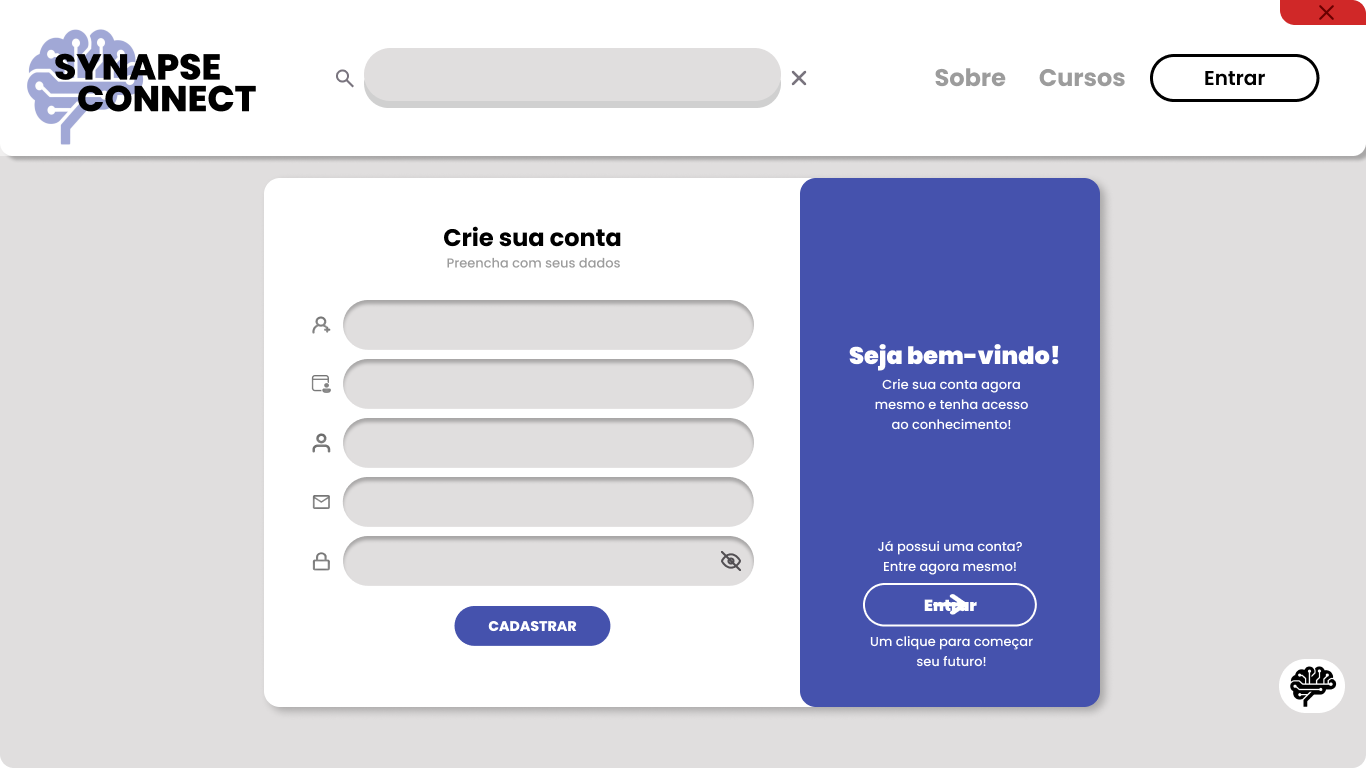 SYNAPSE
CONNECT
Sobre
Cursos
Entrar
Crie sua conta
Preencha com seus dados
CADASTRAR
Seja bem-vindo!
Crie sua conta agora
mesmo e tenha acesso
ao conhecimento!
Já possui uma conta?
Entre agora mesmo!
Entrar
Um clique para começar
seu futuro!